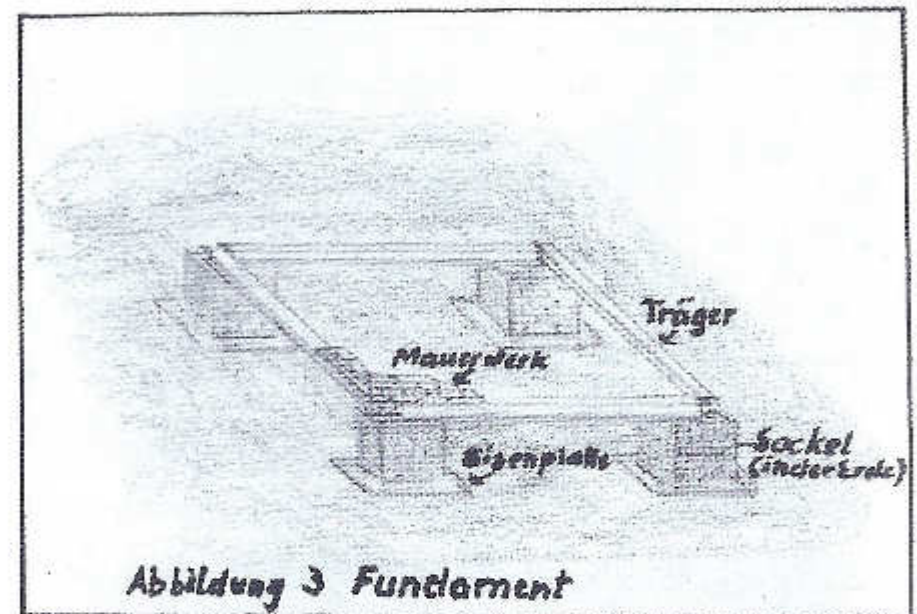 Träger
Mauerwerk
Eisenplatte
Sockel
(in der Erde)
Abbildung 3 Fundament